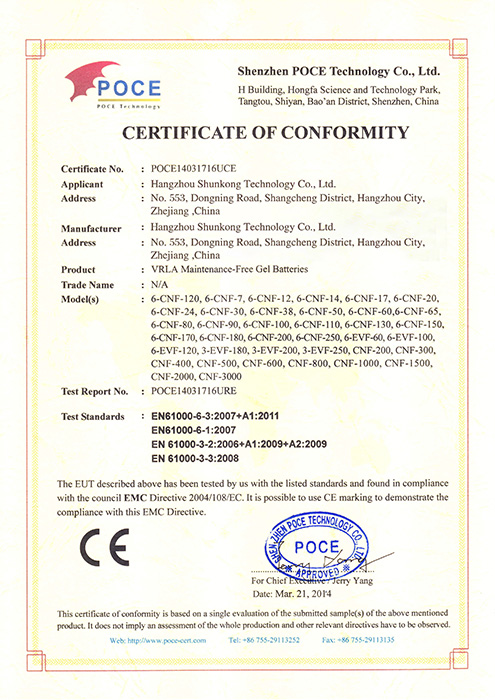 POCE
POCE Technology
Shenzhen POCE Technology Co., Ltd.
H Building, Hongfa Science and Technology Park,
Tangtou, Shiyan, Bao'an District, Shenzhen, China
CERTIFICATE OF CONFORMITY
Certificate No. : POCE14031716UCE
Applicant : Hangzhou Shunkong Technology Co., Ltd.
Address : No. 553, Dongning Road, Shangcheng District, Hangzhou City,
Zhejiang ,China
Manufacturer : Hangzhou Shunkong Technology Co., Ltd.
Address : No. 553, Dongning Road, Shangcheng District, Hangzhou City,
Zhejiang ,China
Product : VRLA Maintenance-Free Gel Batteries
Trade Name : N/A
Model(s) : 6-CNF-120, 6-CNF-7, 6-CNF-12, 6-CNF-14, 6-CNF-17, 6-CNF-20,
6-CNF-24, 6-CNF-30, 6-CNF-38, 6-CNF-50, 6-CNF-60,6-CNF-65,
6-CNF-80, 6-CNF-90, 6-CNF-100, 6-CNF-110, 6-CNF-130, 6-CNF-150,
6-CNF-170, 6-CNF-180, 6-CNF-200, 6-CNF-250, 6-EVF-60, 6-EVF-100,
6-EVF-120, 3-EVF-180, 3-EVF-200, 3-EVF-250, CNF-200, CNF-300,
CNF-400, CNF-500, CNF-600, CNF-800, CNF-1000, CNF-1500,
CNF-2000, CNF-3000
Test Report No. : POCE14031716URE
Test Standards : EN61000-6-3:2007+A1:2011
EN61000-6-1:2007
EN 61000-3-2:2006+A1:2009+A2:2009
EN 61000-3-3:2008
The EUT described above has been tested by us with the listed standards and found in compliance
with the council EMC Directive 2004/108/EC. It is possible to use CE marking to demonstrate the
compliance with this EMC Directive.
CE
SHENZHEN POCE TECHNOLOGY CO., LTD.
POCE
APPROVED
For Chief Executive : Jerry Yang
Date: Mar. 21, 2014
This certificate of conformity is based on a single evaluation of the submitted sample(s) of the above mentioned
product. It does not imply an assessment of the whole production and other relevant directives have to be observed.
Web: http://www.poce-cert.com Tel: +86 755-29113252 Fax: +86 755-29113135